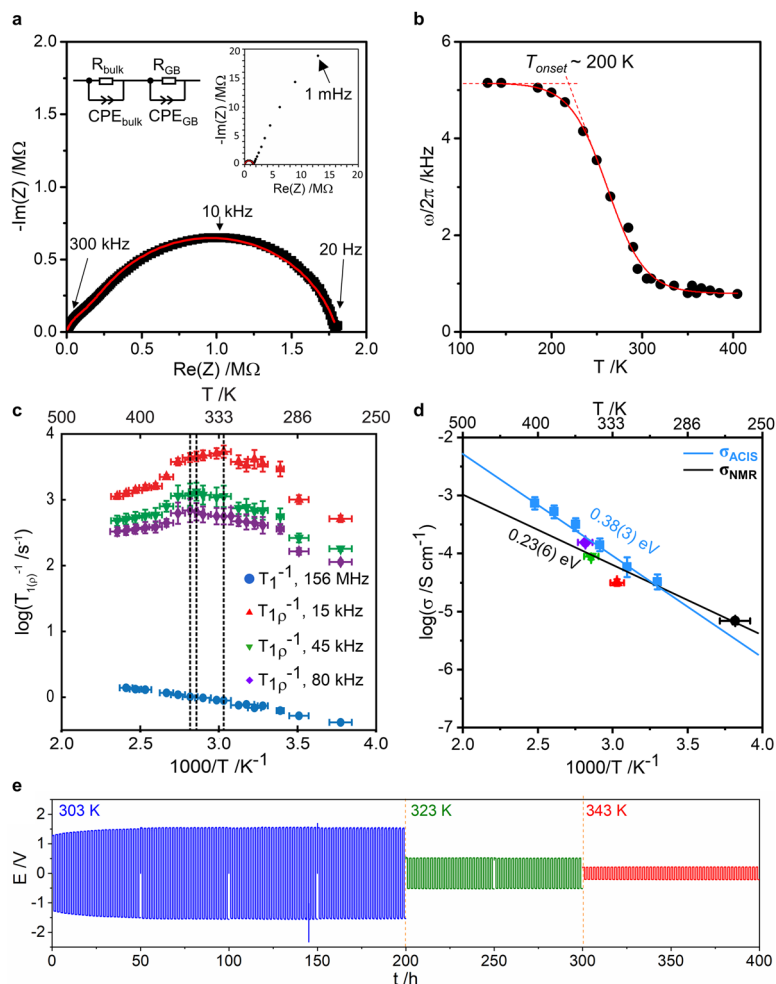 a
2.0
1.5
1.0
0.5
0.0
-Im(Z) /MΩ
R_bulk
R_GB
CPE_bulk
CPE_GB
20
15
10
5
0
-Im(Z) /MΩ
1 mHz
0 5 10 15 20
Re(Z) /MΩ
300 kHz
10 kHz
20 Hz
0.0 0.5 1.0 1.5 2.0
Re(Z) /MΩ
b
6
4
2
0
ω/2π /kHz
T_onset ~ 200 K
100 200 300 400
T /K
c
T /K
500 400 333 286 250
4
3
2
1
0
log(T_1(ρ)^-1 /s^-1)
T_1^-1, 156 MHz
T_1ρ^-1, 15 kHz
T_1ρ^-1, 45 kHz
T_1ρ^-1, 80 kHz
2.0 2.5 3.0 3.5 4.0
1000/T /K^-1
d
T /K
500 400 333 286 250
-2
-3
-4
-5
-6
-7
log(σ /S cm^-1)
σ_ACIS
σ_NMR
0.38(3) eV
0.23(6) eV
2.0 2.5 3.0 3.5 4.0
1000/T /K^-1
e
2
1
0
-1
-2
E /V
303 K
323 K
343 K
0 50 100 150 200 250 300 350 400
t /h